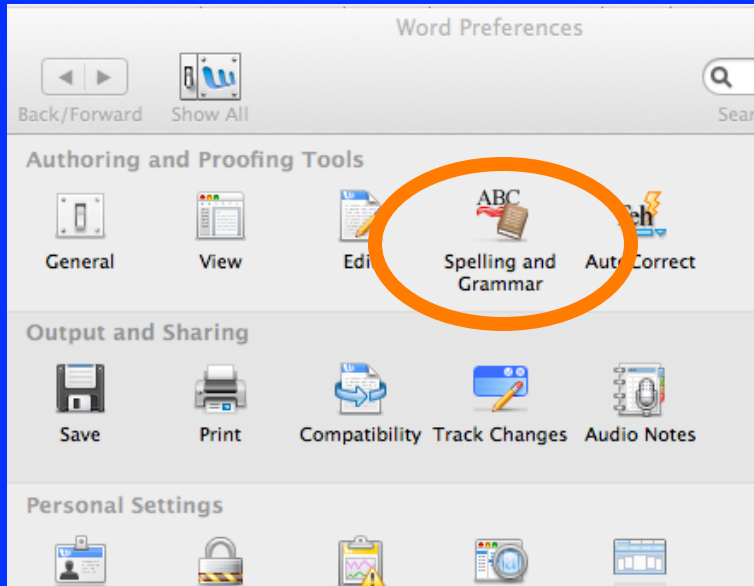 Word Preferences
Back/Forward Show All
Authoring and Proofing Tools
ABC
General View Spelling and Grammar AutoCorrect
Output and Sharing
Save Print Compatibility Track Changes Audio Notes
Personal Settings